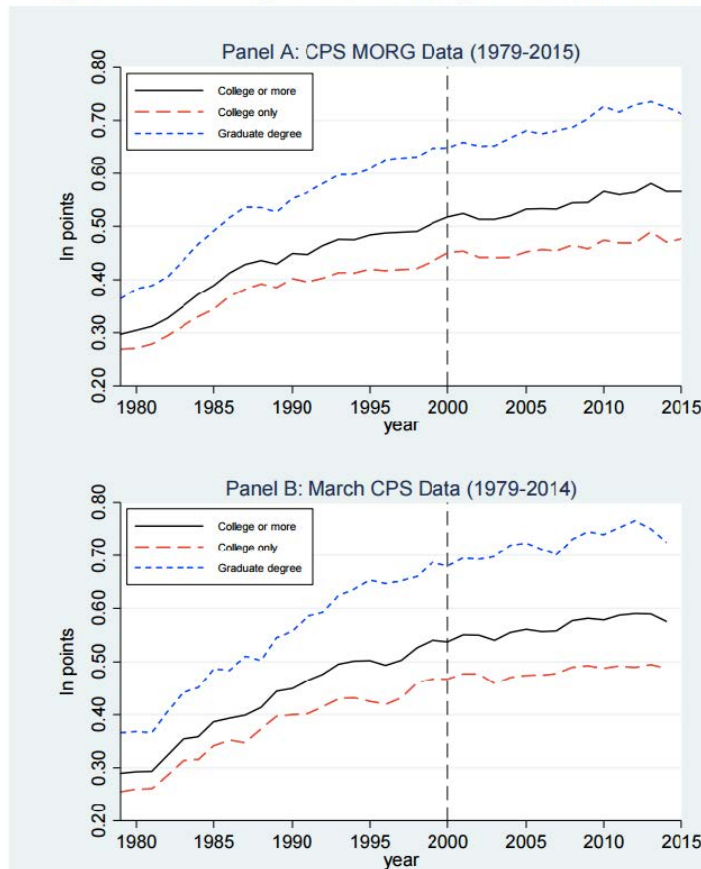 Panel A: CPS MORG Data (1979-2015)
College or more
College only
Graduate degree
0.80
0.70
0.60
0.50
0.40
0.30
0.20
ln points
1980 1985 1990 1995 2000 2005 2010 2015
year
Panel B: March CPS Data (1979-2014)
College or more
College only
Graduate degree
0.80
0.70
0.60
0.50
0.40
0.30
0.20
ln points
1980 1985 1990 1995 2000 2005 2010 2015
year